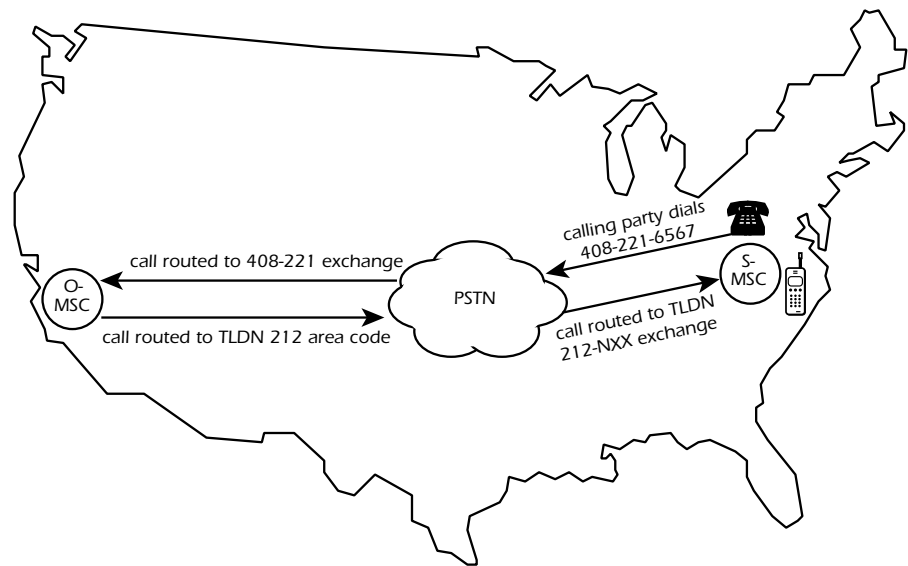 calling party dials
408-221-6567
call routed to 408-221 exchange
O-
MSC
PSTN
S-
MSC
call routed to TLDN 212 area code
call routed to TLDN
212-NXX exchange